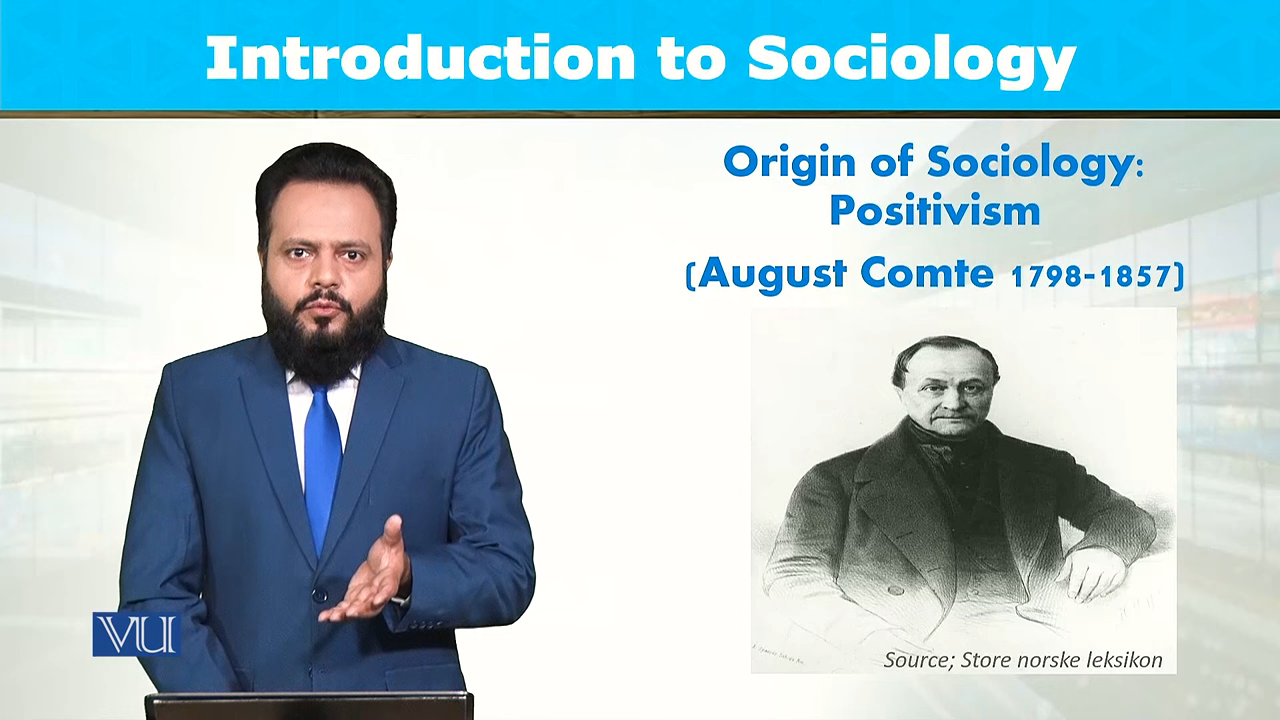 Introduction to Sociology
Origin of Sociology:
Positivism
(August Comte 1798-1857)
Source; Store norske leksikon
VU